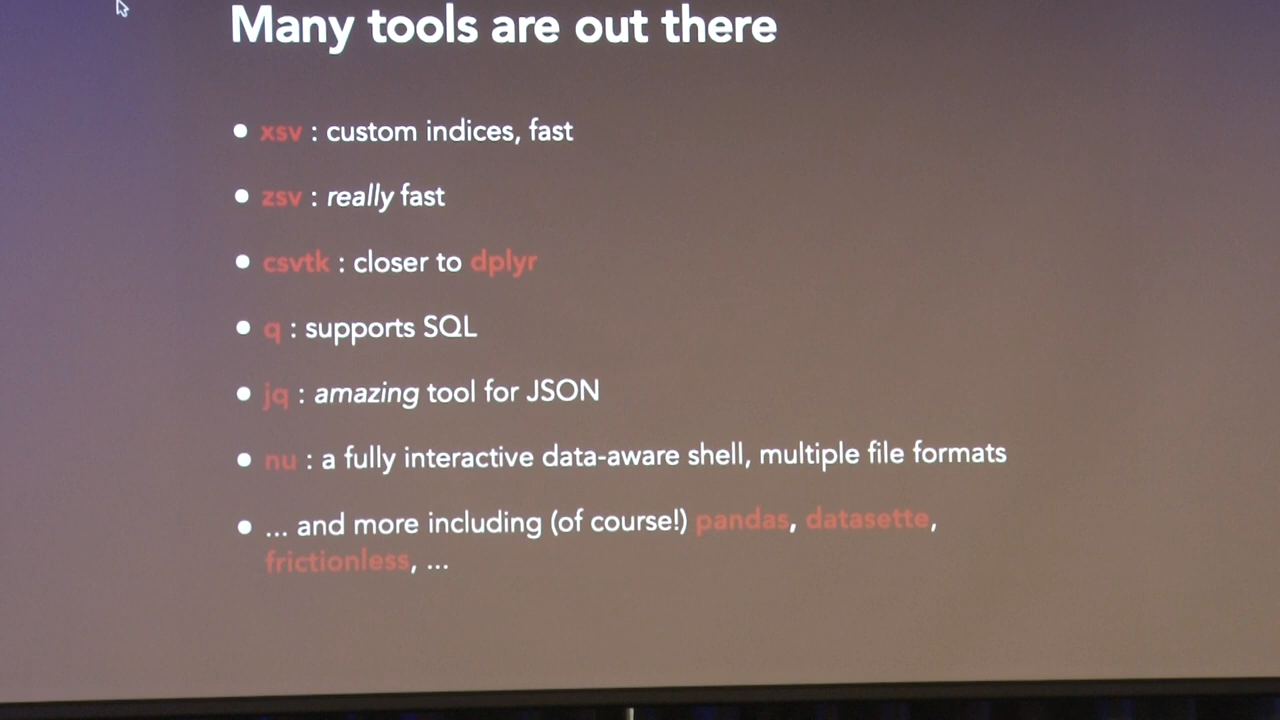 Many tools are out there
● xsv : custom indices, fast
● zsv : really fast
● csvtk : closer to dplyr
● q : supports SQL
● jq : amazing tool for JSON
● nu : a fully interactive data-aware shell, multiple file formats
● ... and more including (of course!) pandas, datasette,
frictionless, ...